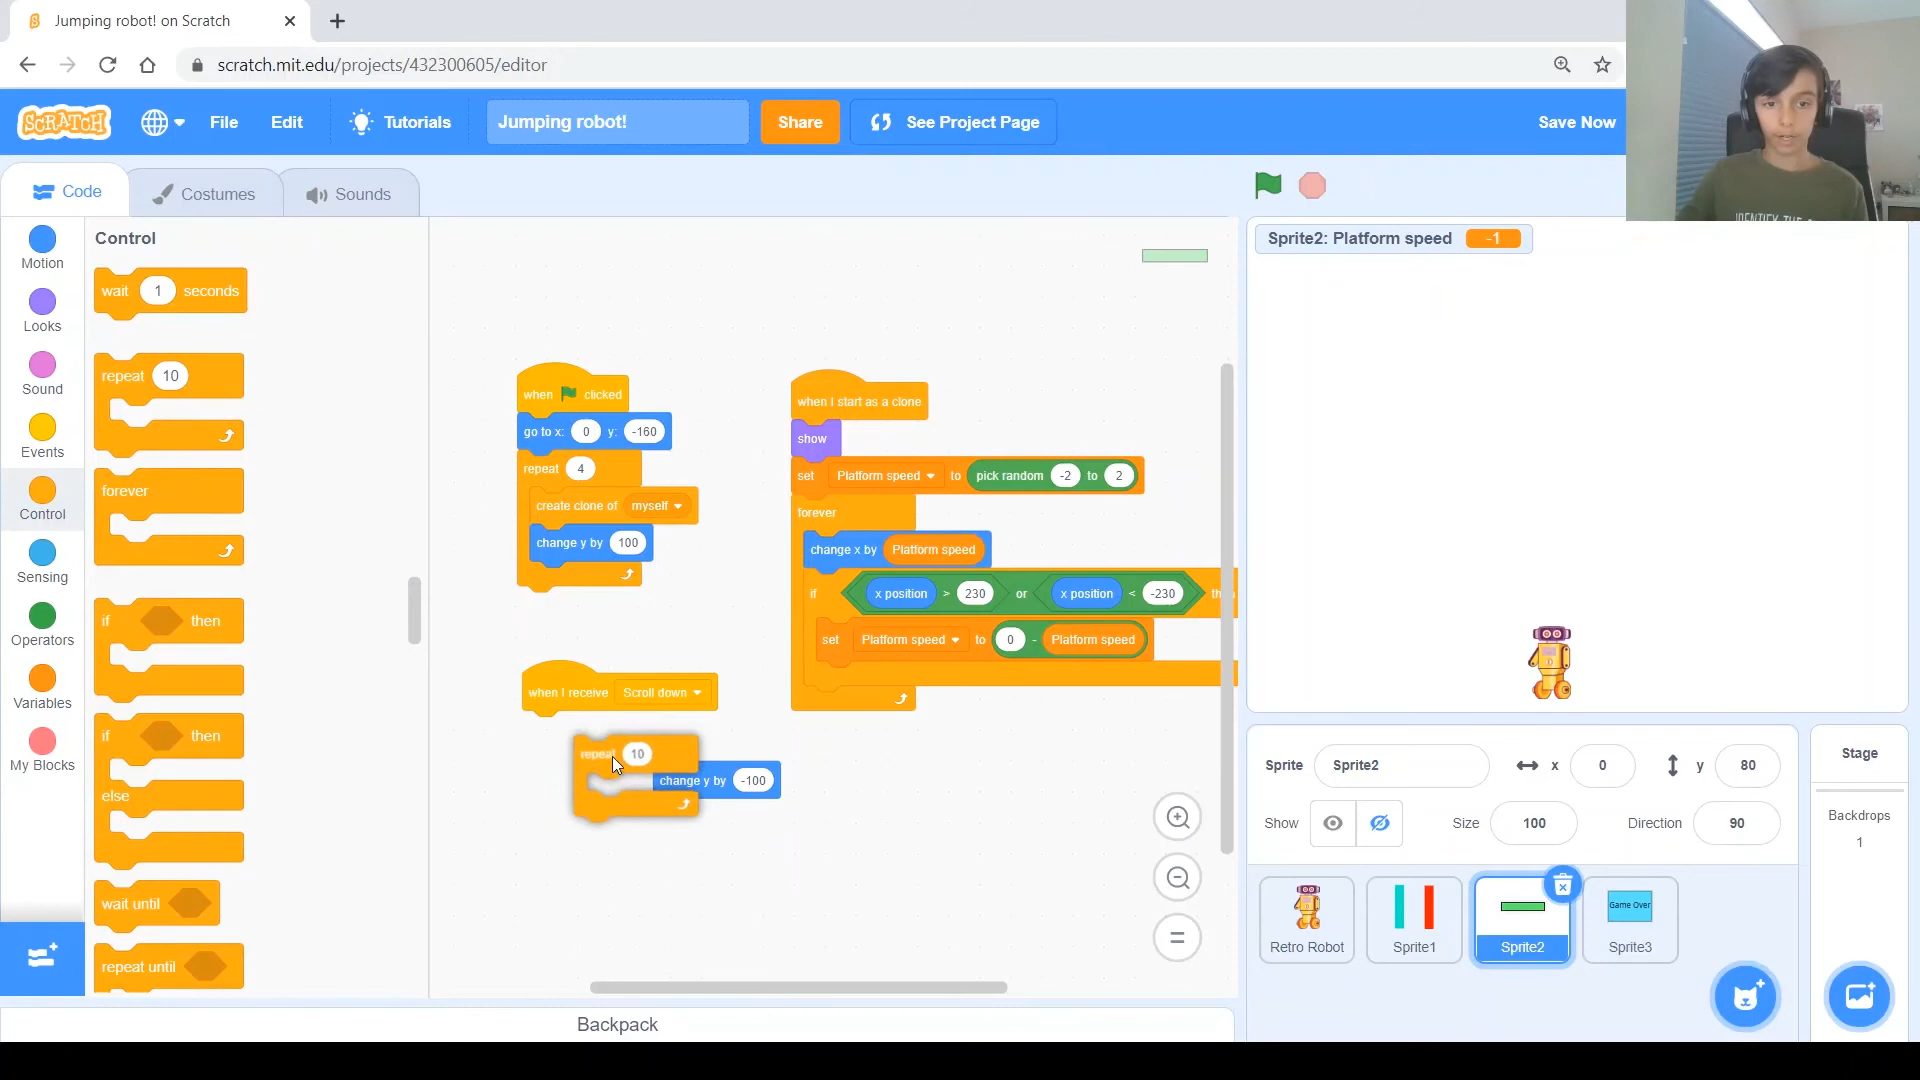 Jumping robot! on Scratch
scratch.mit.edu/projects/432300605/editor
SCRATCH
File
Edit
Tutorials
Jumping robot!
Share
See Project Page
Save Now
Code
Costumes
Sounds
Motion
Looks
Sound
Events
Control
Sensing
Operators
Variables
My Blocks
Control
wait 1 seconds
repeat 10
forever
if then
if then
else
wait until
repeat until
when clicked
go to x: 0 y: -160
repeat 4
create clone of myself
change y by 100
when I receive Scroll down
repeat 10
change y by -100
when I start as a clone
show
set Platform speed to pick random -2 to 2
forever
change x by Platform speed
if x position > 230 or x position < -230
set Platform speed to 0 - Platform speed
Backpack
Sprite2: Platform speed -1
Sprite Sprite2 x 0 y 80
Show Size 100 Direction 90
Retro Robot
Sprite1
Sprite2
Game Over
Sprite3
Stage
Backdrops
1
IDENTIFY THE